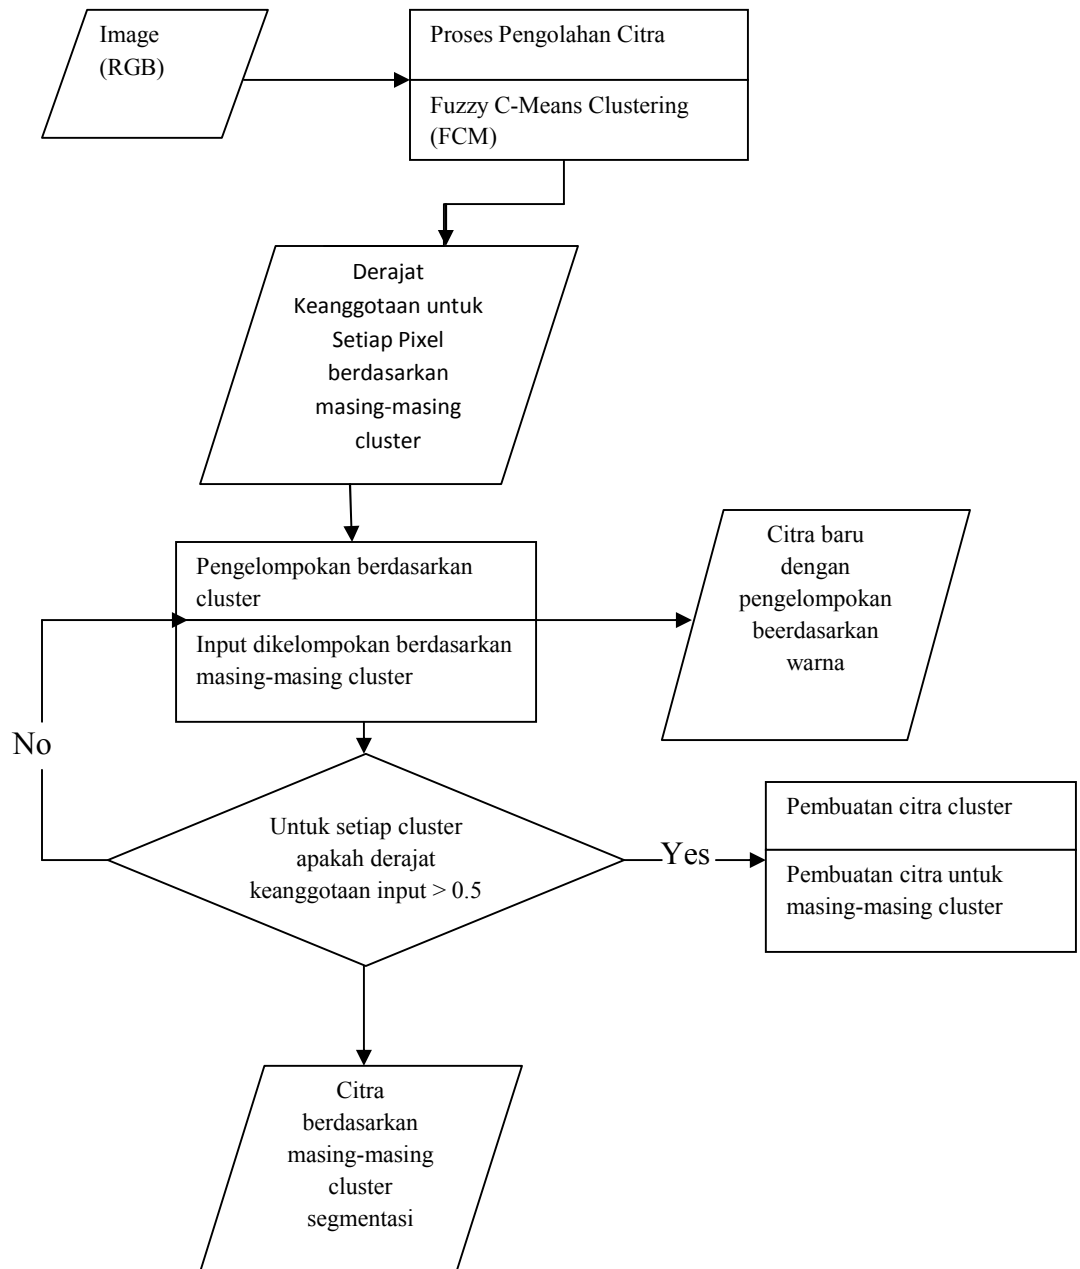 Image
(RGB)
Proses Pengolahan Citra
Fuzzy C-Means Clustering
(FCM)
Derajat
Keanggotaan untuk
Setiap Pixel
berdasarkan
masing-masing
cluster
Pengelompokan berdasarkan
cluster
Input dikelompokan berdasarkan
masing-masing cluster
Citra baru
dengan
pengelompokan
beerdasarkan
warna
No
Untuk setiap cluster
apakah derajat
keanggotaan input > 0.5
Yes
Pembuatan citra cluster
Pembuatan citra untuk
masing-masing cluster
Citra
berdasarkan
masing-masing
cluster
segmentasi